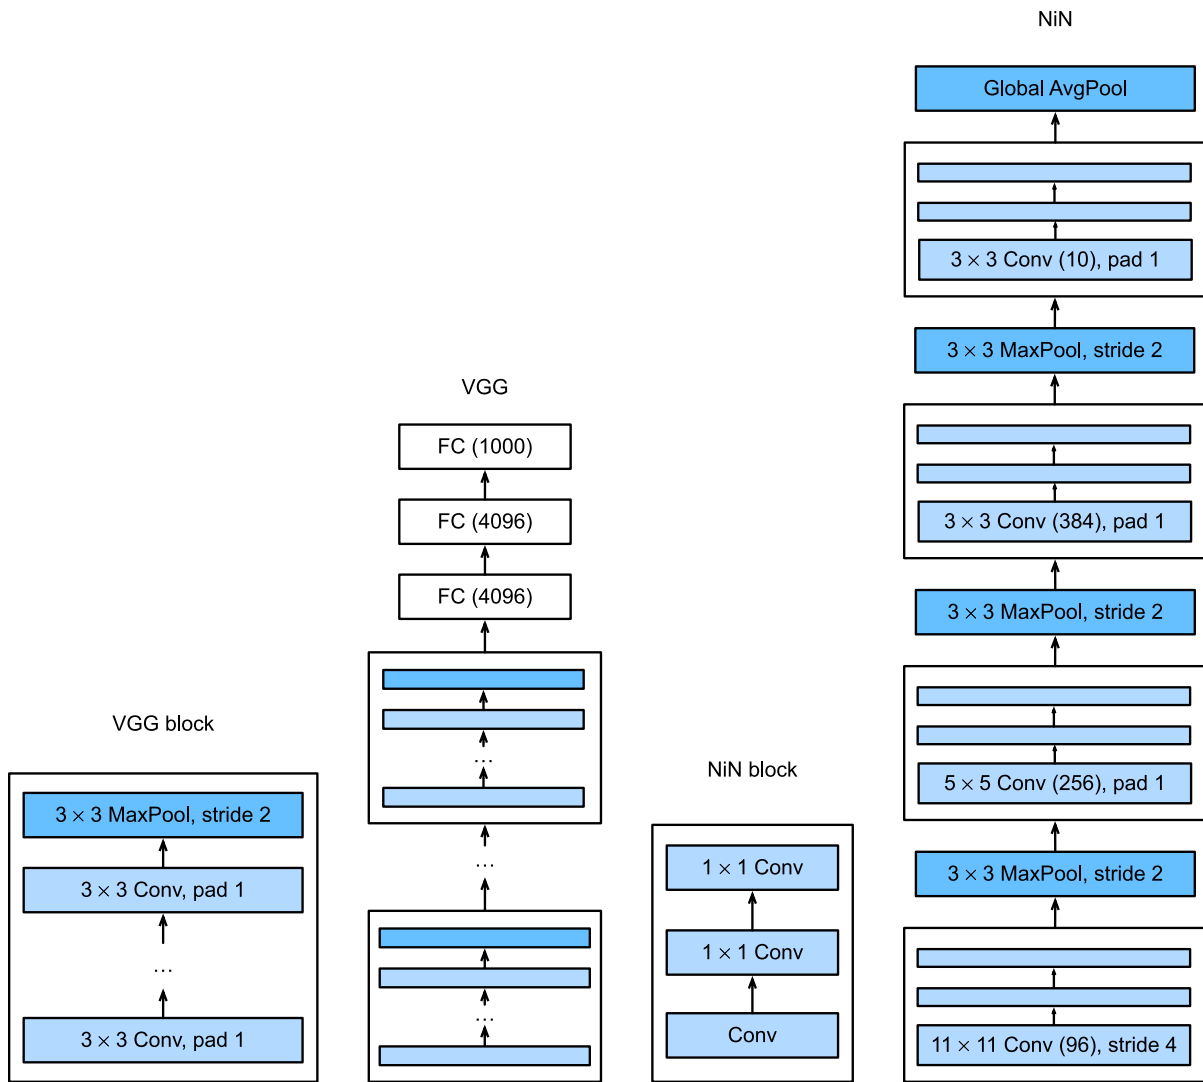 VGG block
3 × 3 MaxPool, stride 2
3 × 3 Conv, pad 1
...
3 × 3 Conv, pad 1
VGG
FC (1000)
FC (4096)
FC (4096)
...
...
...
NiN block
1 × 1 Conv
1 × 1 Conv
Conv
NiN
Global AvgPool
3 × 3 Conv (10), pad 1
3 × 3 MaxPool, stride 2
3 × 3 Conv (384), pad 1
3 × 3 MaxPool, stride 2
5 × 5 Conv (256), pad 1
3 × 3 MaxPool, stride 2
11 × 11 Conv (96), stride 4